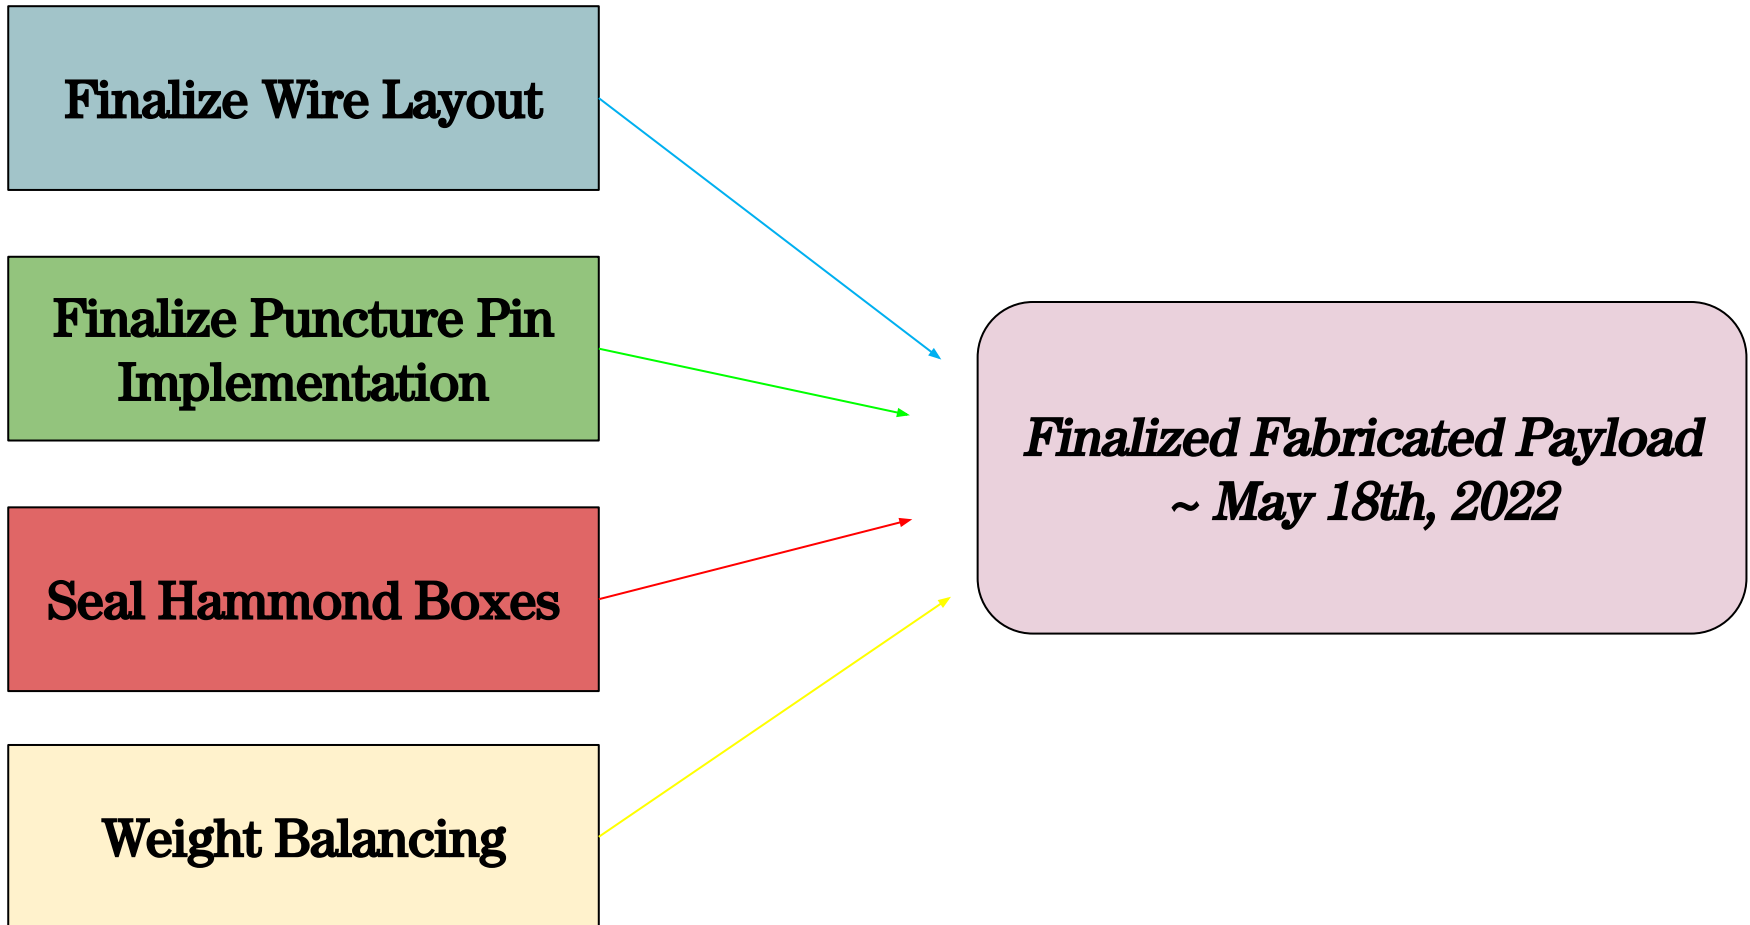 Finalize Wire Layout
Finalize Puncture Pin
Implementation
Seal Hammond Boxes
Weight Balancing
Finalized Fabricated Payload
~ May 18th, 2022